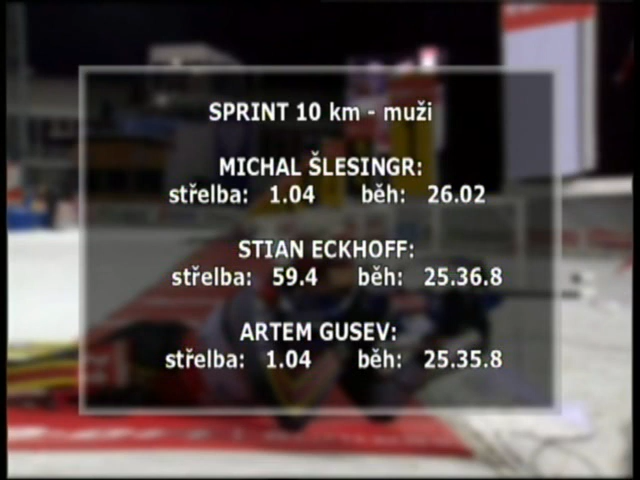 SPRINT 10 km - muži
MICHAL ŠLESINGR:
střelba: 1.04 běh: 26.02
STIAN ECKHOFF:
střelba: 59.4 běh: 25.36.8
ARTEM GUSEV:
střelba: 1.04 běh: 25.35.8